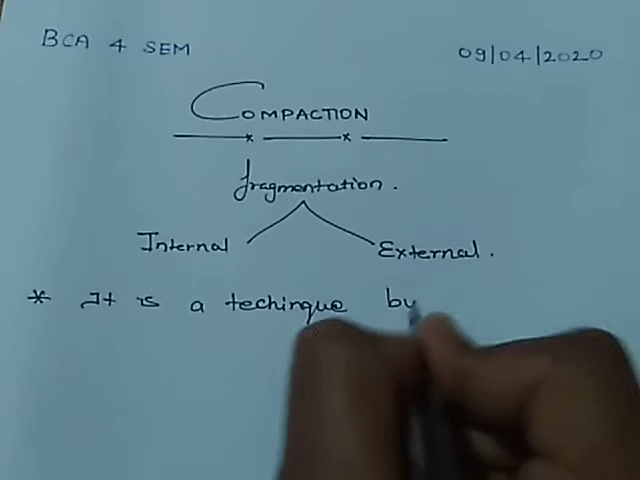 BCA 4 SEM
09/04/2020
COMPACTION
fragmentation.
Internal
External.
* It is a techinque by